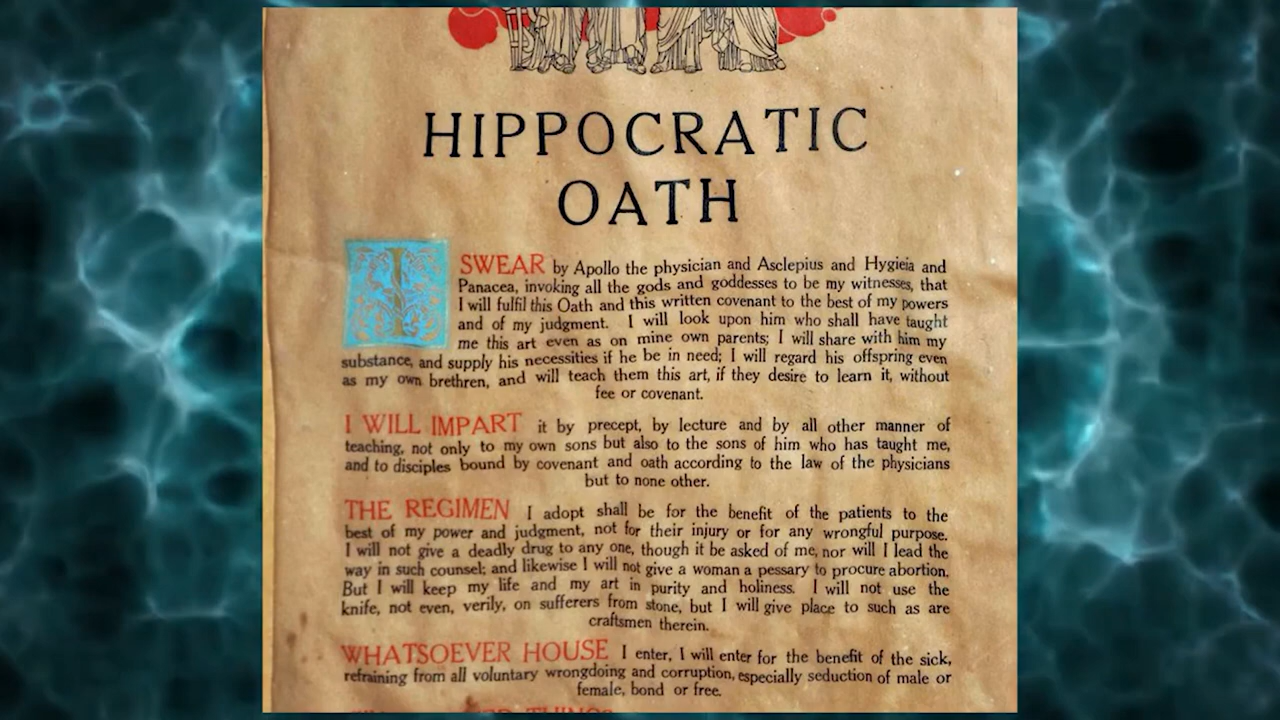 HIPPOCRATIC
OATH
I SWEAR by Apollo the physician and Asclepius and Hygieia and
Panacea, invoking all the gods and goddesses to be my witnesses, that
I will fulfil this Oath and this written covenant to the best of my powers
and of my judgment. I will look upon him who shall have taught
me this art even as on mine own parents; I will share with him my
substance, and supply his necessities if he be in need; I will regard his offspring even
as my own brethren, and will teach them this art, if they desire to learn it, without
fee or covenant.
I WILL IMPART it by precept, by lecture and by all other manner of
teaching, not only to my own sons but also to the sons of him who has taught me,
and to disciples bound by covenant and oath according to the law of the physicians
but to none other.
THE REGIMEN I adopt shall be for the benefit of the patients to the
best of my power and judgment, not for their injury or for any wrongful purpose.
I will not give a deadly drug to any one, though it be asked of me, nor will I lead the
way in such counsel; and likewise I will not give a woman a pessary to procure abortion.
But I will keep my life and my art in purity and holiness. I will not use the
knife, not even, verily, on sufferers from stone, but I will give place to such as are
craftsmen therein.
WHATSOEVER HOUSE I enter, I will enter for the benefit of the sick,
refraining from all voluntary wrongdoing and corruption, especially seduction of male or
female, bond or free.